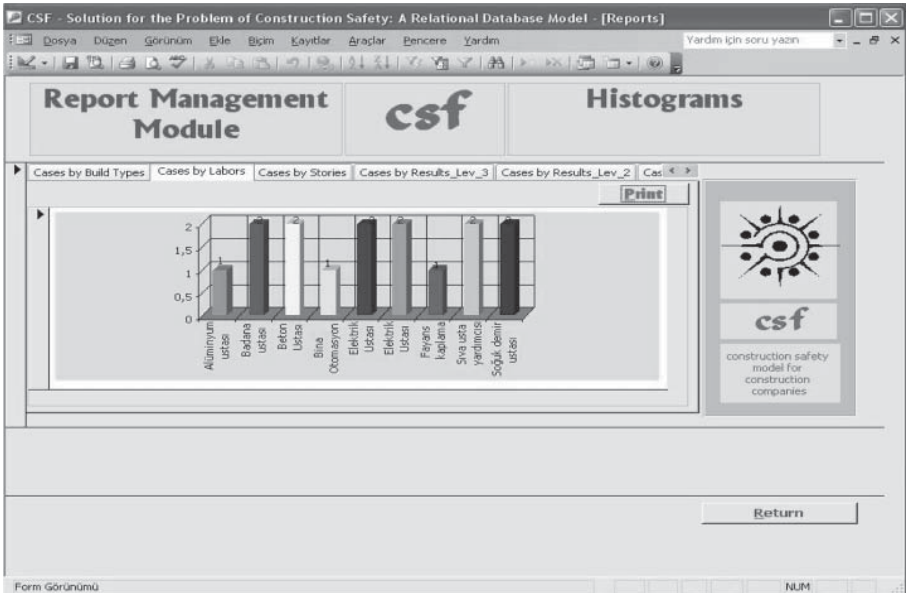 CSF - Solution for the Problem of Construction Safety: A Relational Database Model - [Reports]
Dosya Düzen Görünüm Ekle Biçim Kayıtlar Araçlar Pencere Yardım
Yardım için soru yazın
Report Management
Module
csf
Histograms
Cases by Build Types
Cases by Labors
Cases by Stories
Cases by Results_Lev_3
Cases by Results_Lev_2
Cas
Print
2
1,5
1
0,5
0
1
2
2
1
2
2
1
2
2
Alüminyum
ustası
Badana
ustası
Beton
Ustası
Bina
Otomasyon
Elektrik
Ustası
Elektrik
Ustası
Fayans
kaplama
Sıva usta
yardımcısı
Soğuk demir
ustası
csf
construction safety
model for
construction
companies
Return
Form Görünümü
NUM